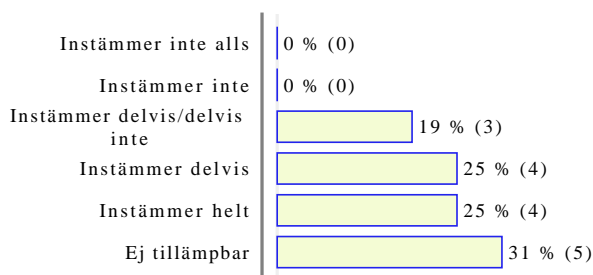 Instämmer inte alls 0 % (0)
Instämmer inte 0 % (0)
Instämmer delvis/delvis
inte 19 % (3)
Instämmer delvis 25 % (4)
Instämmer helt 25 % (4)
Ej tillämpbar 31 % (5)